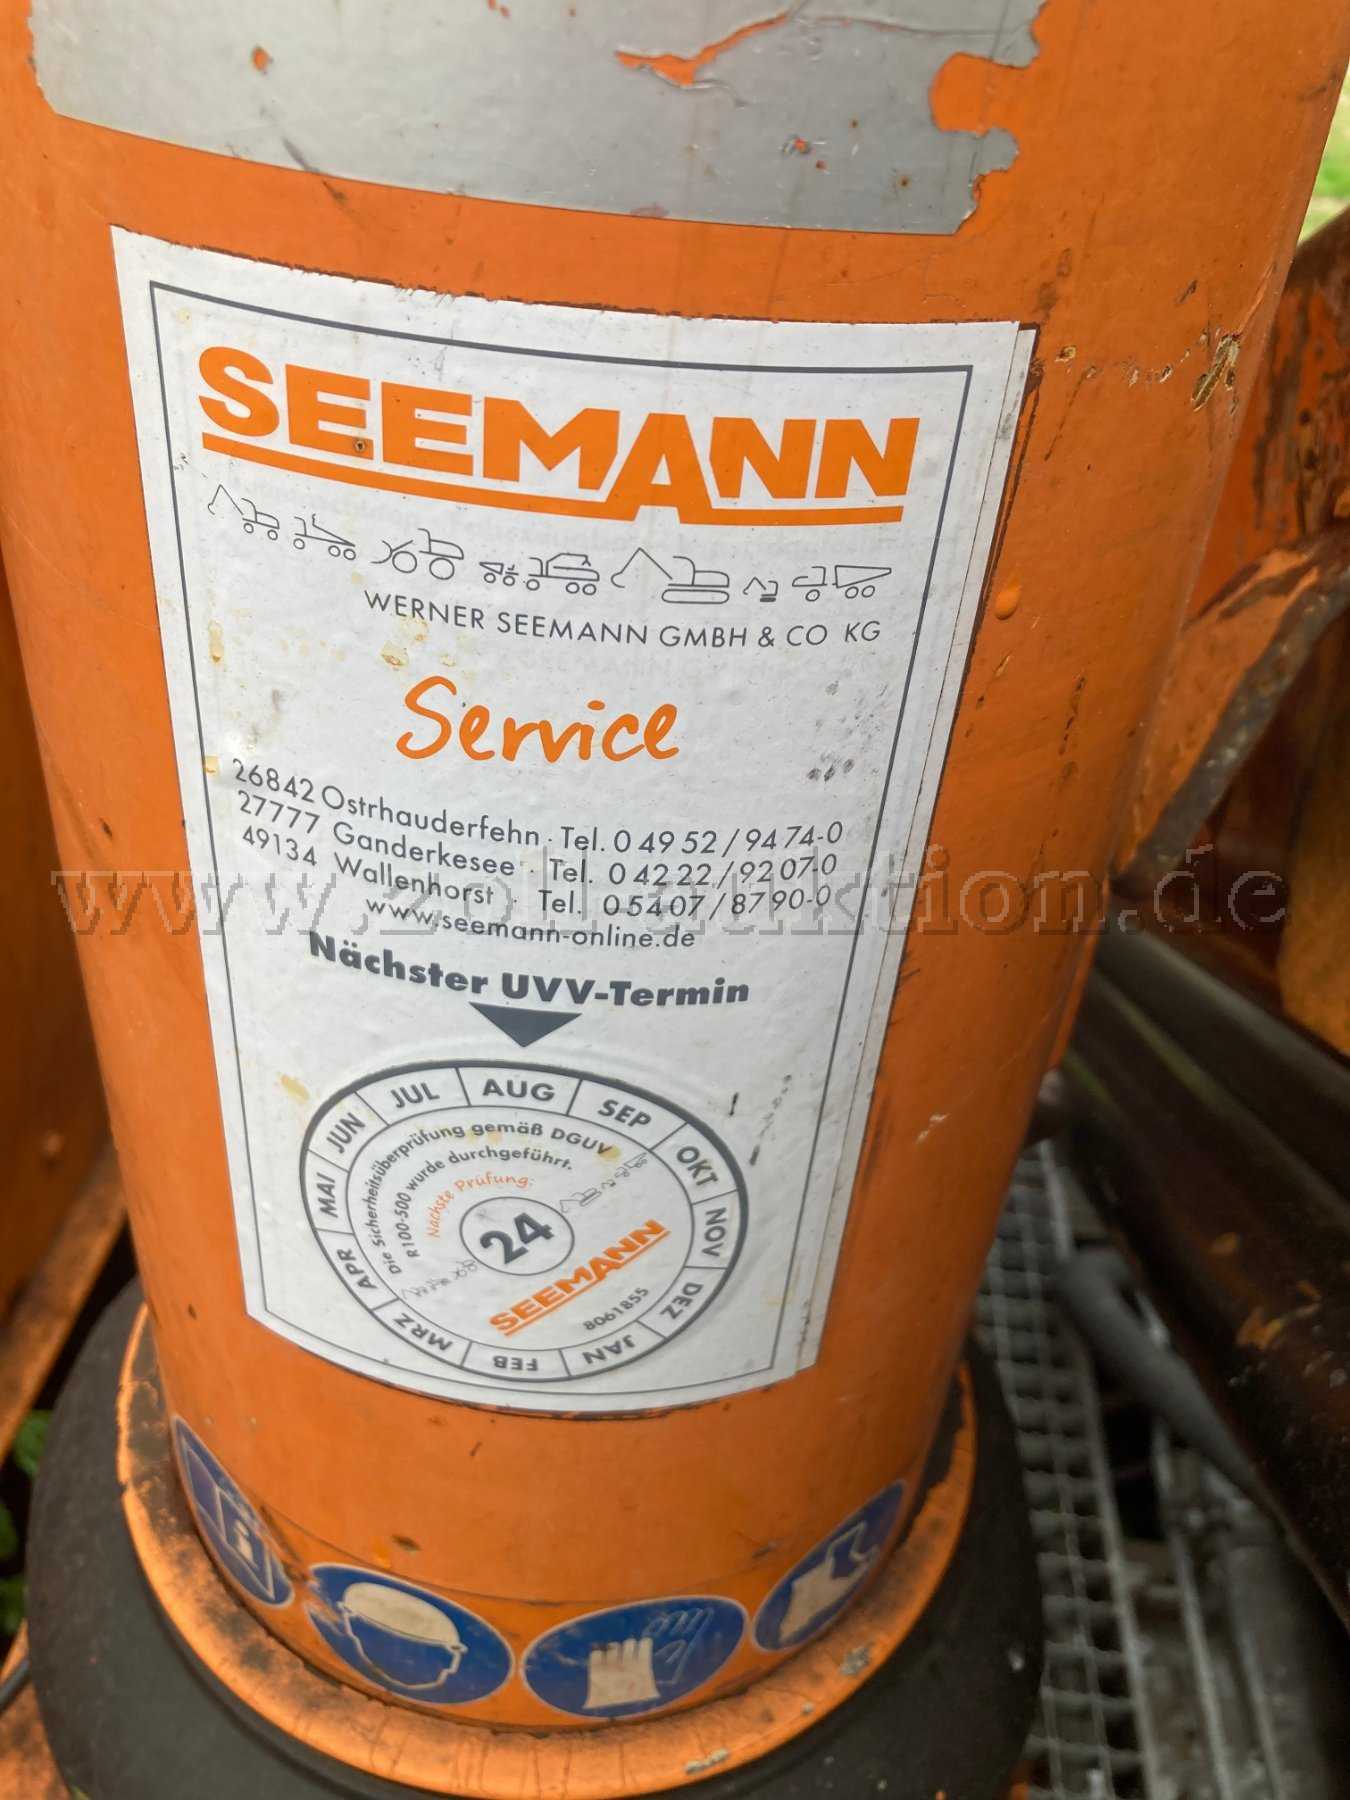 SEEMANN
WERNER SEEMANN GMBH & CO KG
Service
26842 Ostrhauderfehn · Tel. 0 49 52 / 94 74-0
27777 Ganderkesee · Tel. 0 42 22 / 92 07-0
49134 Wallenhorst · Tel. 0 54 07 / 87 90-0
www.seemann-online.de
www.zoll-auktion.de
Nächster UVV-Termin
JAN FEB MRZ APR MAI JUN JUL AUG SEP OKT NOV DEZ
Die Sicherheitsüberprüfung gemäß DGUV
R100-500 wurde durchgeführt.
Nächste Prüfung:
24
SEEMANN
8061855